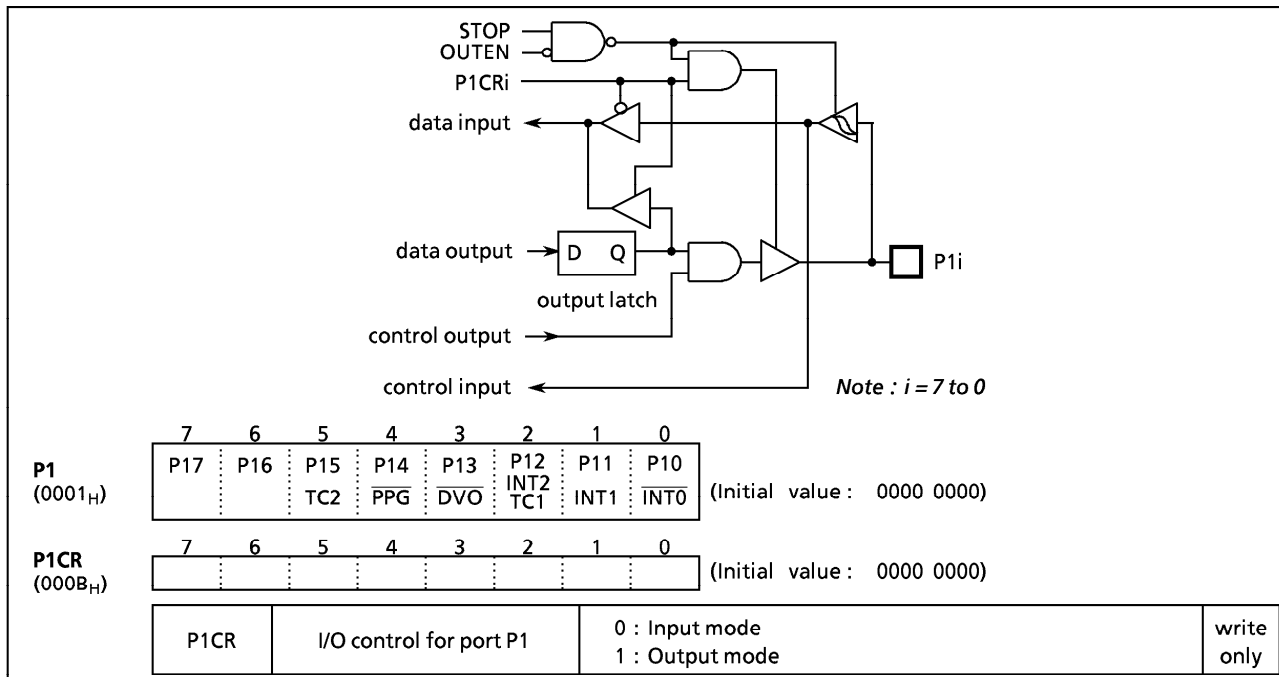 STOP
OUTEN
P1CRi
data input
data output
D Q
P1i
output latch
control output
control input
Note : i = 7 to 0
7 6 5 4 3 2 1 0
P1
(0001H)
P17 P16 P15 P14 P13 P12 P11 P10
TC2 PPG DVO INT2 TC1 INT1 INT0
(Initial value : 0000 0000)
7 6 5 4 3 2 1 0
P1CR
(000BH)
(Initial value : 0000 0000)
P1CR
I/O control for port P1
0 : Input mode
1 : Output mode
write
only